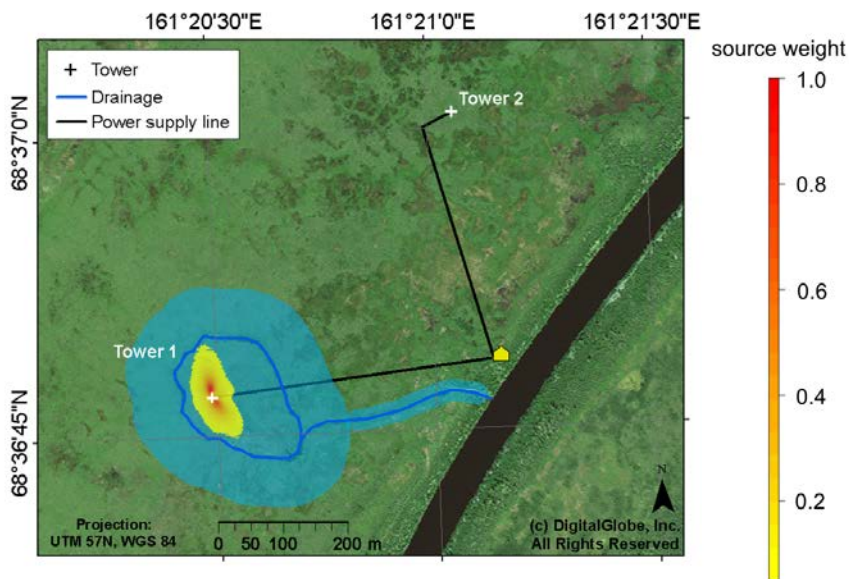 161°20'30"E
161°21'0"E
161°21'30"E
source weight
Tower
Drainage
Power supply line
Tower 2
1.0
68°37'0"N
0.8
0.6
Tower 1
0.4
68°36'45"N
N
0.2
Projection:
UTM 57N, WGS 84
0 50 100 200 m
(c) DigitalGlobe, Inc.
All Rights Reserved